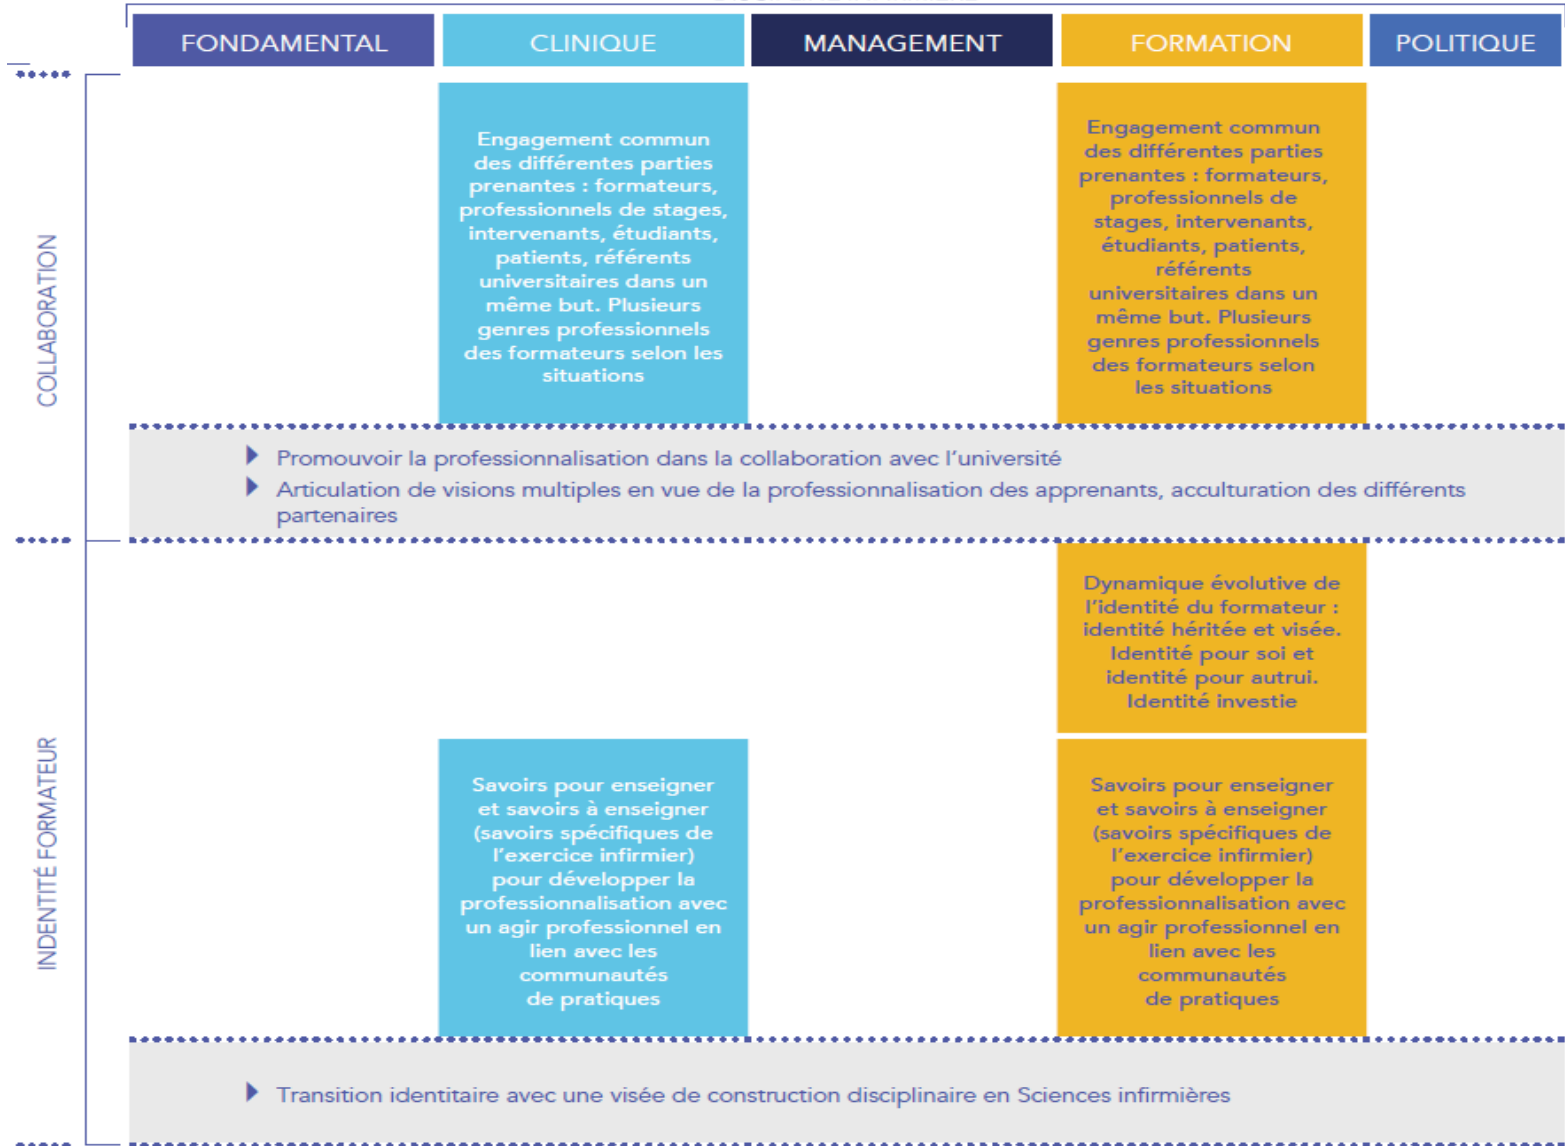 FONDAMENTAL
CLINIQUE
MANAGEMENT
FORMATION
POLITIQUE
COLLABORATION
Engagement commun
des différentes parties
prenantes : formateurs,
professionnels de stages,
intervenants, étudiants,
patients, référents
universitaires dans un
même but. Plusieurs
genres professionnels
des formateurs selon les
situations
Engagement commun
des différentes parties
prenantes : formateurs,
professionnels de
stages, intervenants,
étudiants, patients,
référents
universitaires dans un
même but. Plusieurs
genres professionnels
des formateurs selon
les situations
Promouvoir la professionnalisation dans la collaboration avec l'université
Articulation de visions multiples en vue de la professionnalisation des apprenants, acculturation des différents
partenaires
INDENTITÉ FORMATEUR
Dynamique évolutive de
l'identité du formateur :
identité héritée et visée.
Identité pour soi et
identité pour autrui.
Identité investie
Savoirs pour enseigner
et savoirs à enseigner
(savoirs spécifiques de
l'exercice infirmier)
pour développer la
professionnalisation avec
un agir professionnel en
lien avec les
communautés
de pratiques
Savoirs pour enseigner
et savoirs à enseigner
(savoirs spécifiques de
l'exercice infirmier)
pour développer la
professionnalisation avec
un agir professionnel en
lien avec les
communautés
de pratiques
Transition identitaire avec une visée de construction disciplinaire en Sciences infirmières